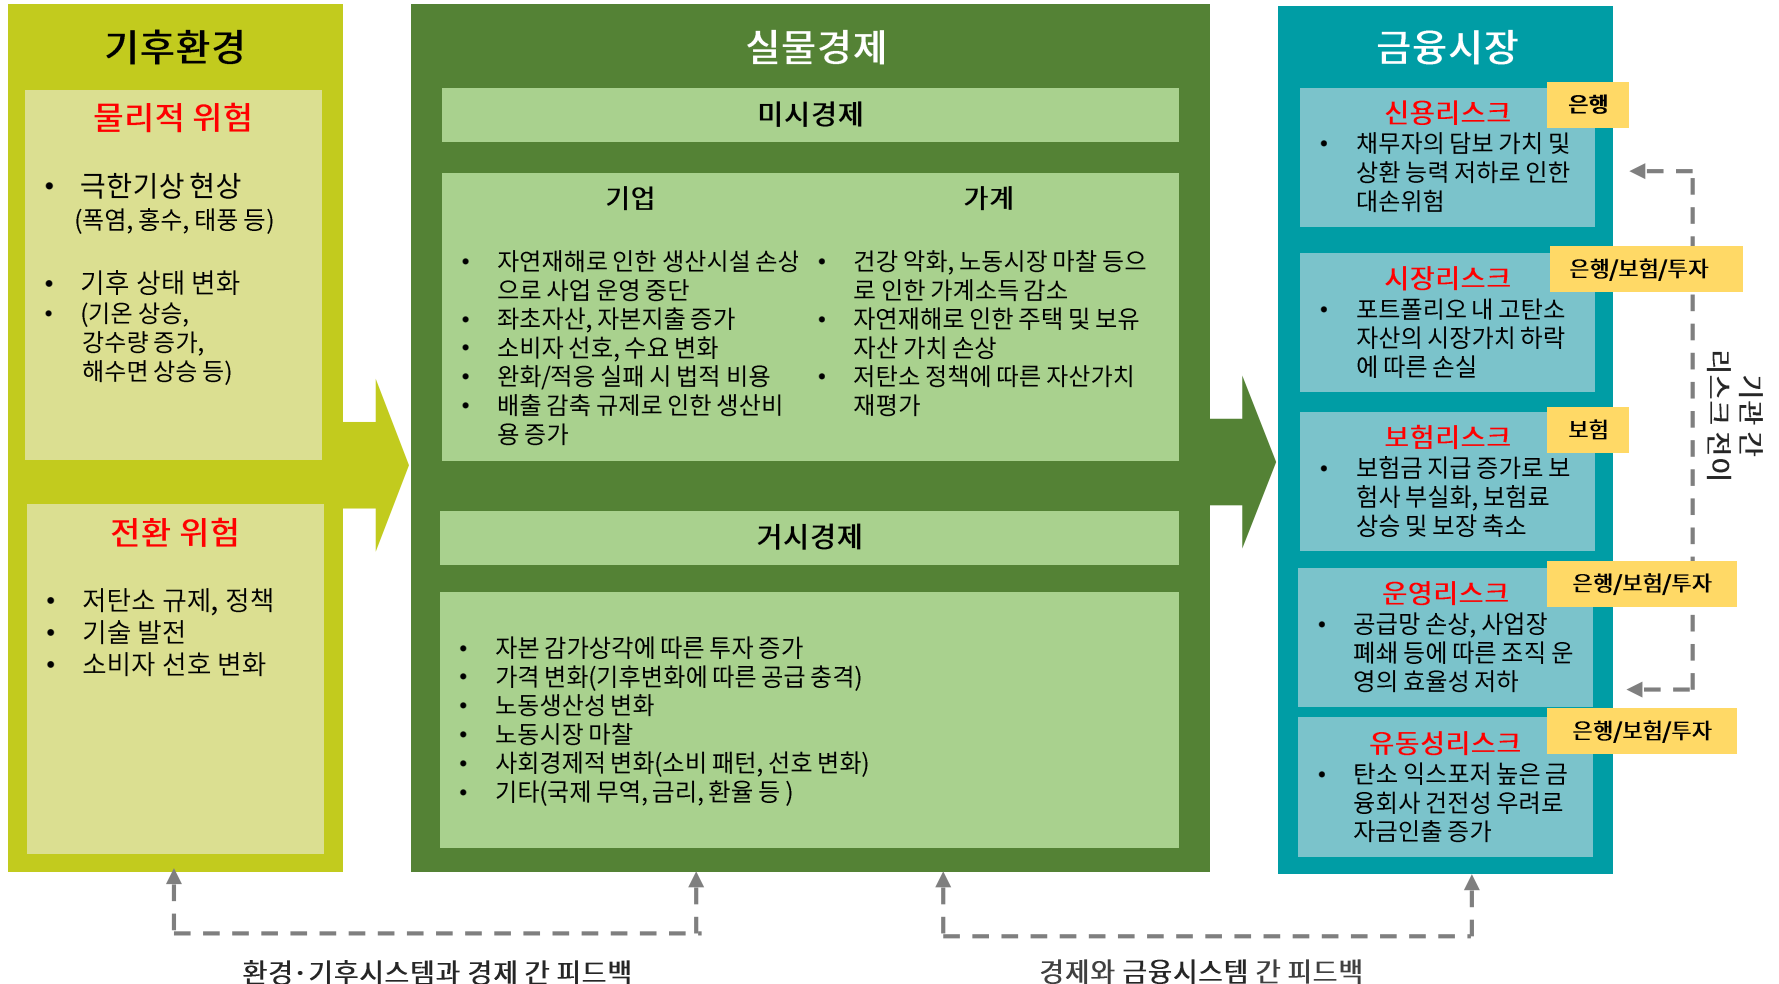 기후환경
물리적 위험
• 극한기상 현상
(폭염, 홍수, 태풍 등)
• 기후 상태 변화
• (기온 상승,
강수량 증가,
해수면 상승 등)
전환 위험
• 저탄소 규제, 정책
• 기술 발전
• 소비자 선호 변화
실물경제
미시경제
기업
• 자연재해로 인한 생산시설 손상
으로 사업 운영 중단
• 좌초자산, 자본지출 증가
• 소비자 선호, 수요 변화
• 완화/적응 실패 시 법적 비용
• 배출 감축 규제로 인한 생산비
용 증가
가계
• 건강 악화, 노동시장 마찰 등으
로 인한 가계소득 감소
• 자연재해로 인한 주택 및 보유
자산 가치 손상
• 저탄소 정책에 따른 자산가치
재평가
거시경제
• 자본 감가상각에 따른 투자 증가
• 가격 변화(기후변화에 따른 공급 충격)
• 노동생산성 변화
• 노동시장 마찰
• 사회경제적 변화(소비 패턴, 선호 변화)
• 기타(국제 무역, 금리, 환율 등 )
금융시장
신용리스크
은행
• 채무자의 담보 가치 및
상환 능력 저하로 인한
대손위험
시장리스크
은행/보험/투자
• 포트폴리오 내 고탄소
자산의 시장가치 하락
에 따른 손실
보험리스크
보험
• 보험금 지급 증가로 보
험사 부실화, 보험료
상승 및 보장 축소
운영리스크
은행/보험/투자
• 공급망 손상, 사업장
폐쇄 등에 따른 조직 운
영의 효율성 저하
유동성리스크
은행/보험/투자
• 탄소 익스포저 높은 금
융회사 건전성 우려로
자금인출 증가
기관 간
리스크 전이
환경·기후시스템과 경제 간 피드백
경제와 금융시스템 간 피드백